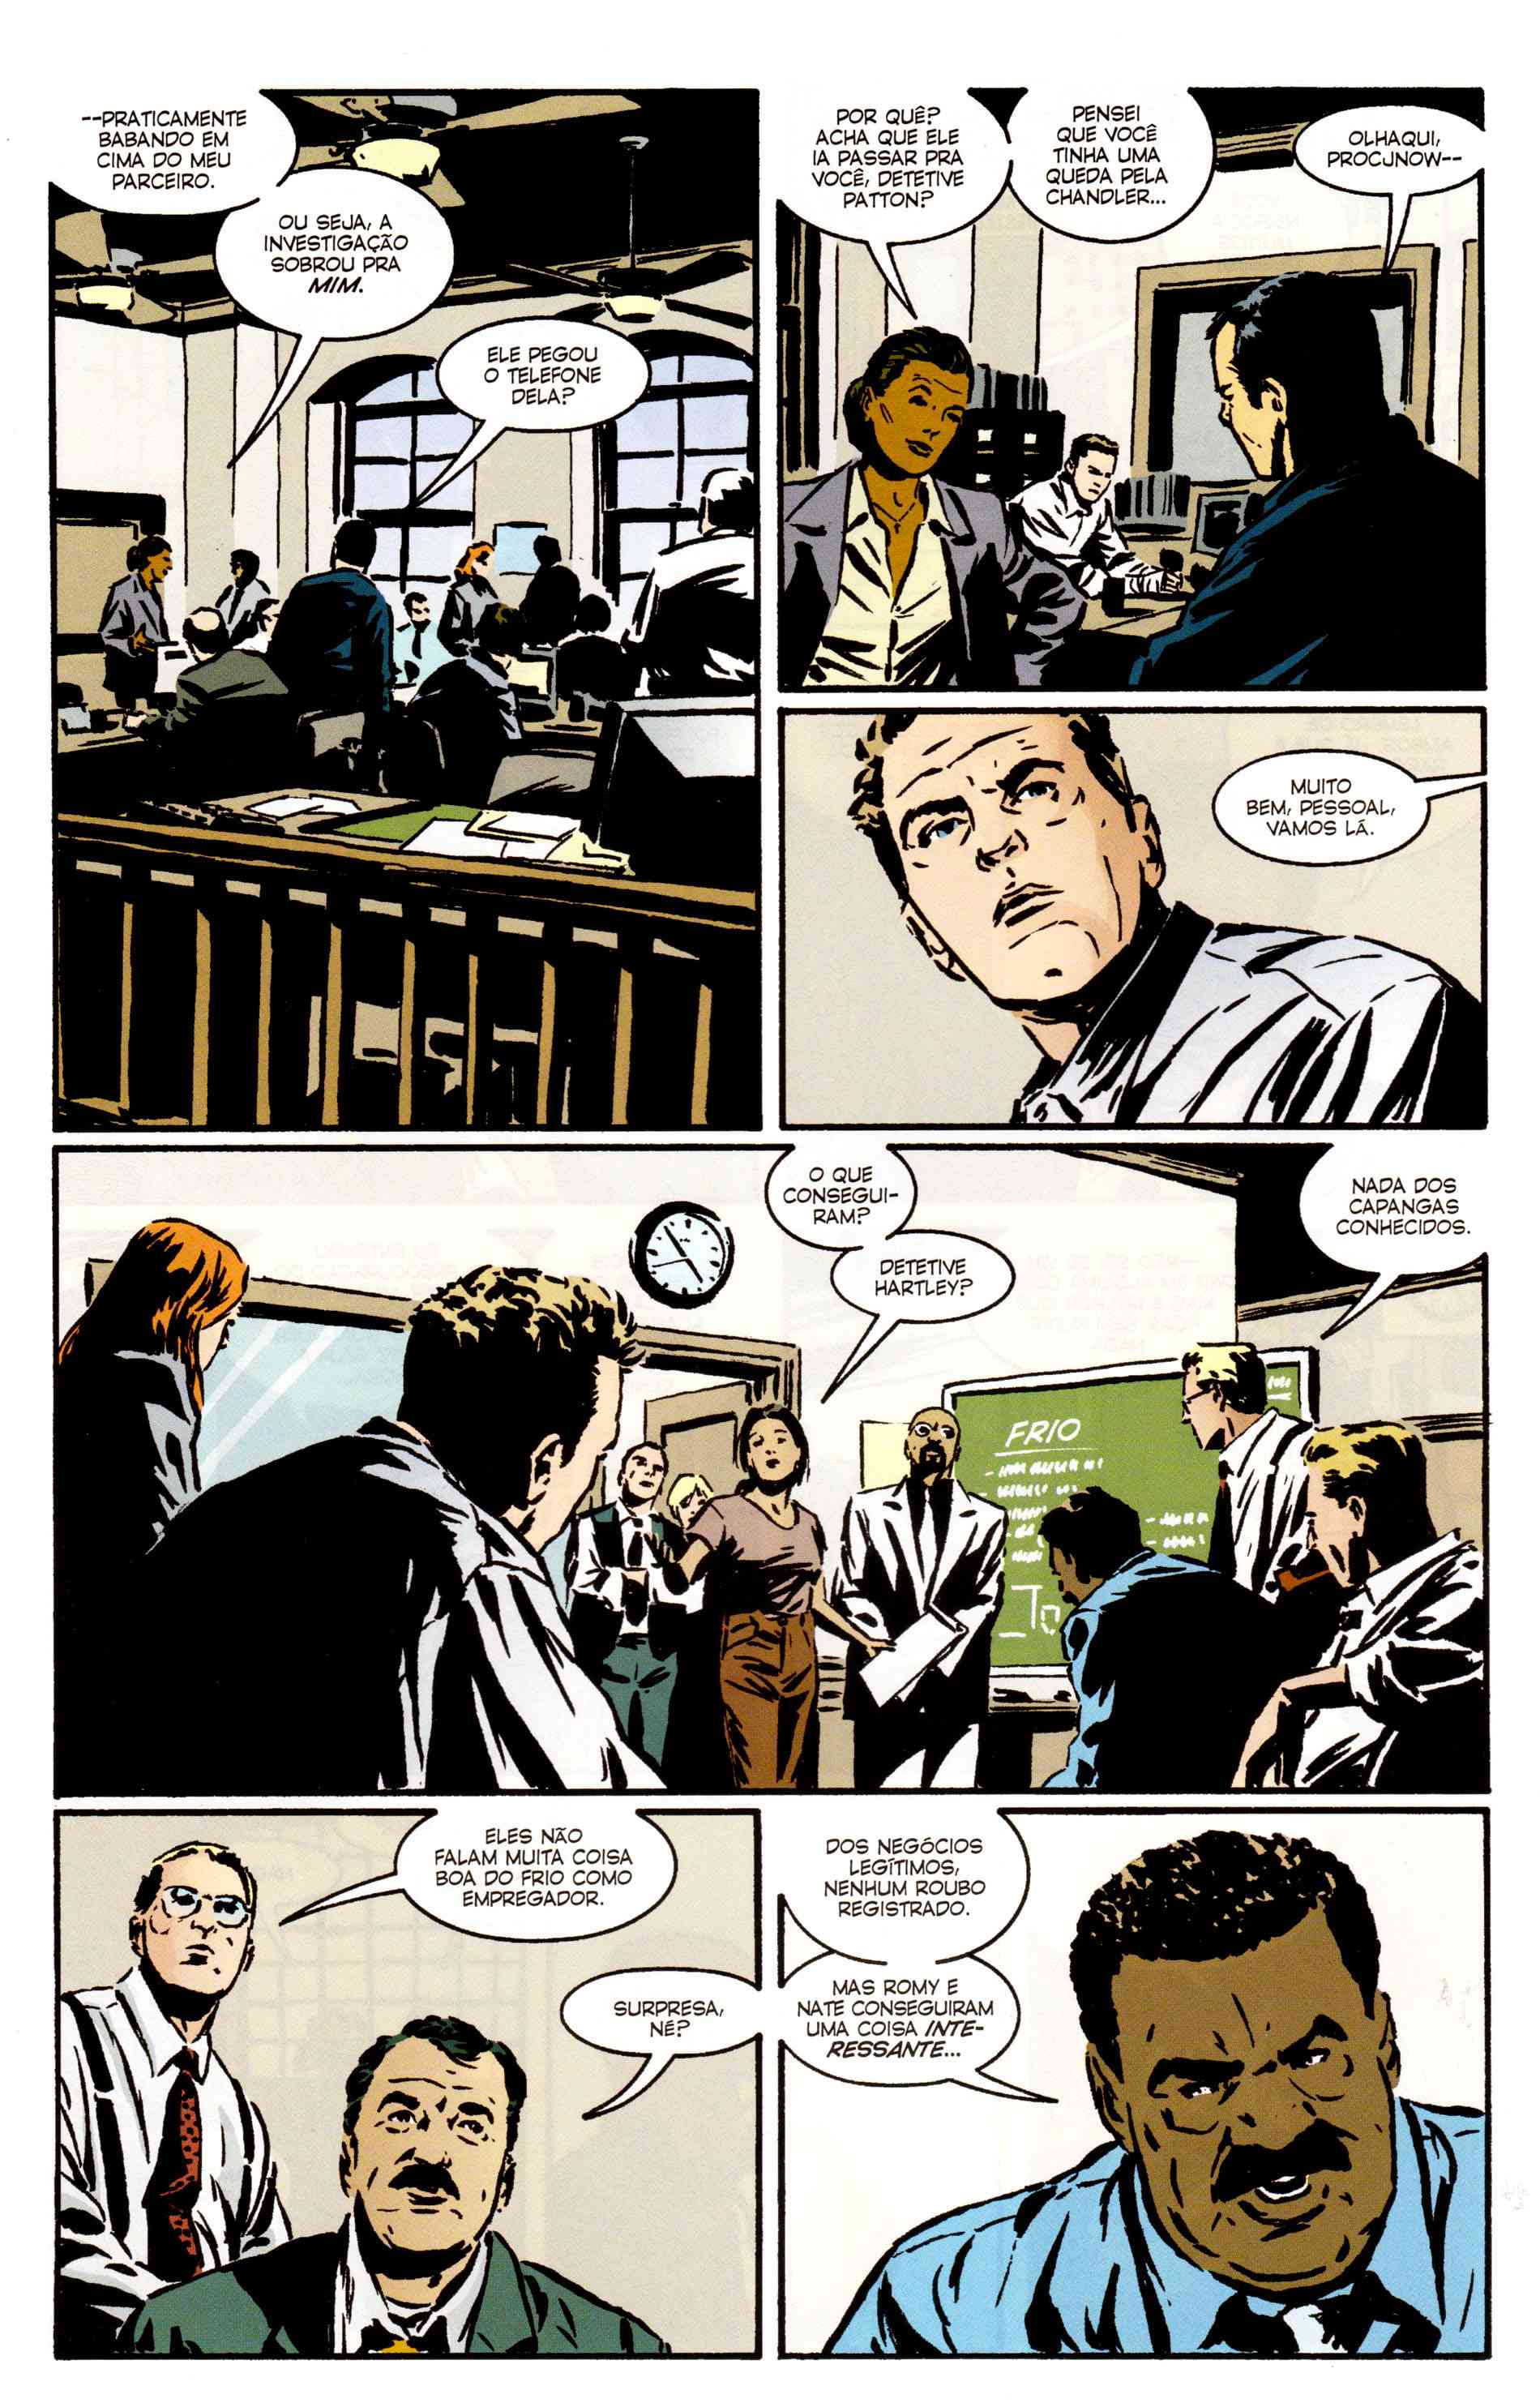 --PRATICAMENTE
BABANDO EM
CIMA DO MEU
PARCEIRO.
OU SEJA, A
INVESTIGAÇÃO
SOBROU PRA
MIM.
ELE PEGOU
O TELEFONE
DELA?
POR QUÊ?
ACHA QUE ELE
IA PASSAR PRA
VOCÊ, DETETIVE
PATTON?
PENSEI
QUE VOCÊ
TINHA UMA
QUEDA PELA
CHANDLER...
OLHAQUI,
PROCJNOW--
MUITO
BEM, PESSOAL,
VAMOS LÁ.
O QUE
CONSEGUI-
RAM?
DETETIVE
HARTLEY?
NADA DOS
CAPANGAS
CONHECIDOS.
FRIO
ELES NÃO
FALAM MUITA COISA
BOA DO FRIO COMO
EMPREGADOR.
SURPRESA,
NÉ?
DOS NEGÓCIOS
LEGÍTIMOS,
NENHUM ROUBO
REGISTRADO.
MAS ROMY E
NATE CONSEGUIRAM
UMA COISA INTE-
RESSANTE...